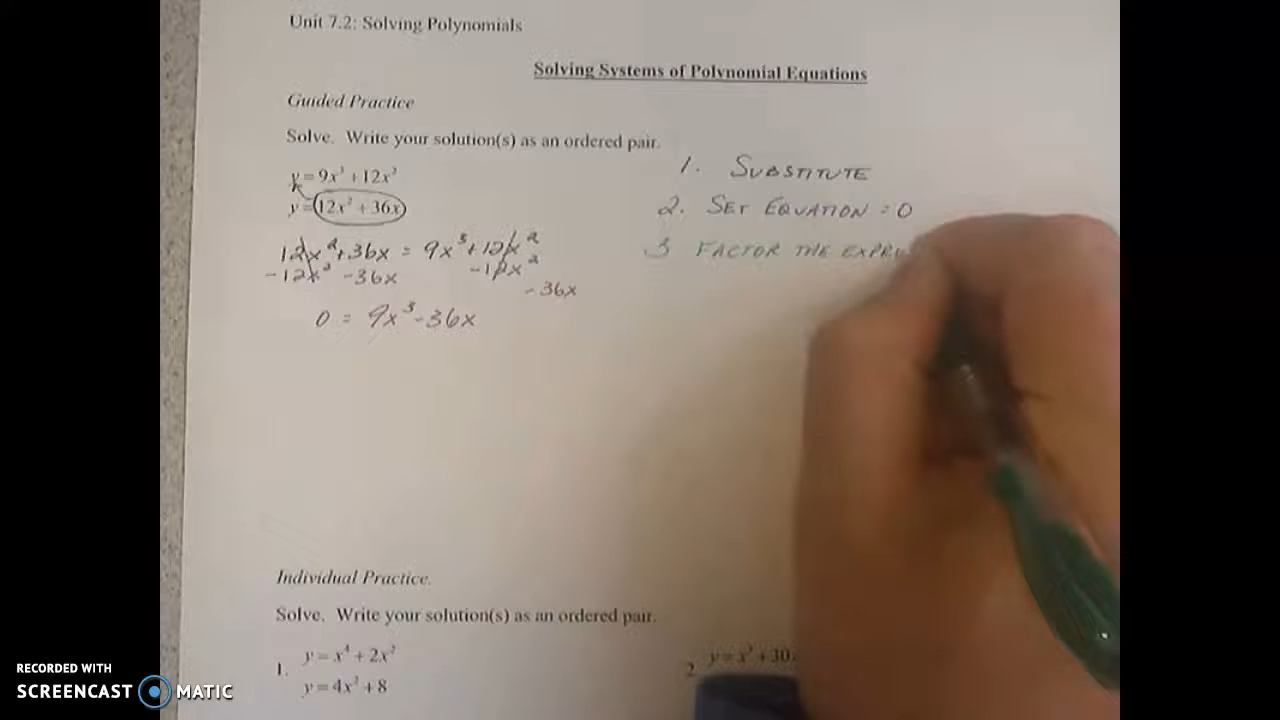 Unit 7.2: Solving Polynomials
Solving Systems of Polynomial Equations
Guided Practice
Solve. Write your solution(s) as an ordered pair.
y = 9x³ + 12x²
y = 12x² + 36x
12x² + 36x = 9x³ + 12x²
-12x² - 36x -12x²
- 36x
0 = 9x³ - 36x
1. SUBSTITUTE
2. SET EQUATION = 0
3 FACTOR THE
Individual Practice.
Solve. Write your solution(s) as an ordered pair.
1. y = x⁴ + 2x²
y = 4x² + 8
2.
RECORDED WITH
SCREENCAST MATIC